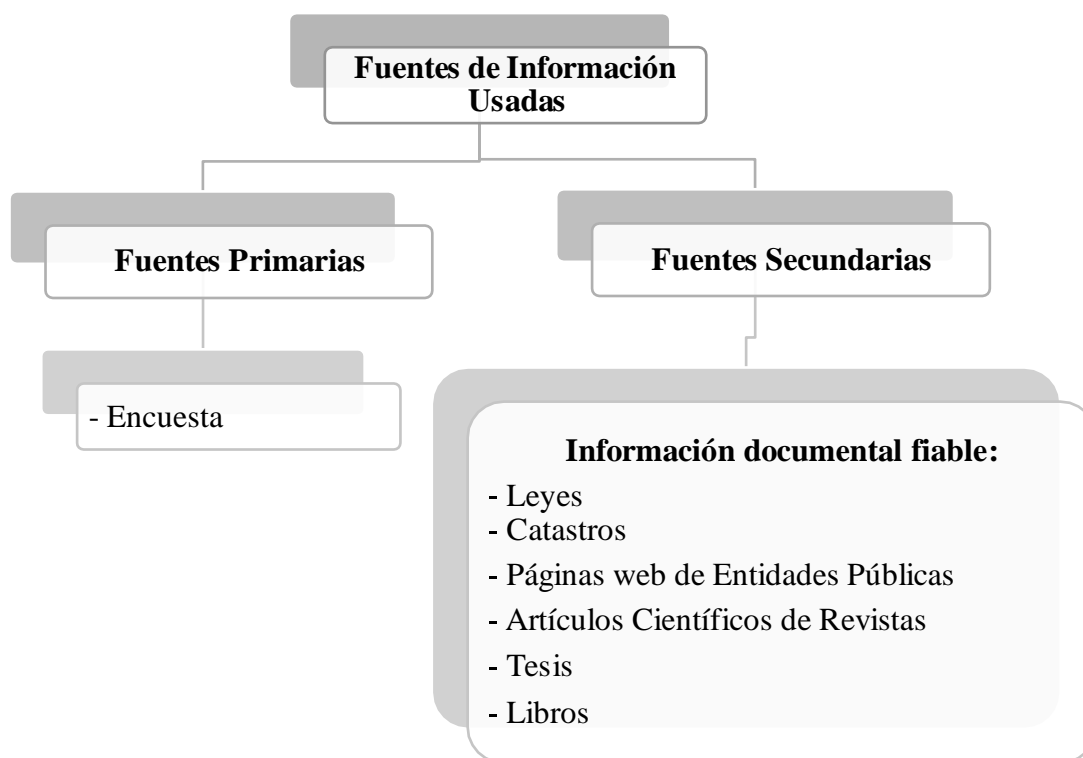 Fuentes de Información
Usadas
Fuentes Primarias
Fuentes Secundarias
- Encuesta
Información documental fiable:
- Leyes
- Catastros
- Páginas web de Entidades Públicas
- Artículos Científicos de Revistas
- Tesis
- Libros